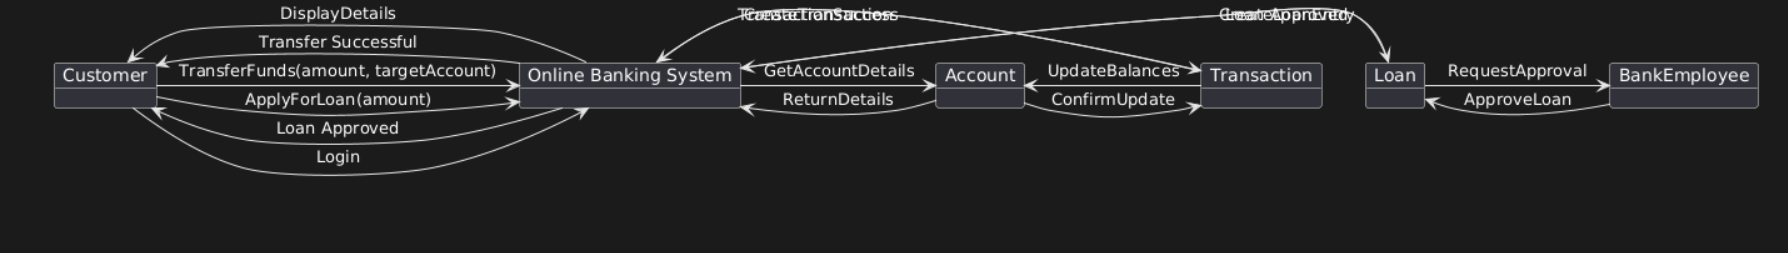 DisplayDetails
Transfer Successful
Customer
TransferFunds(amount, targetAccount)
Online Banking System
GetAccountDetails
Account
UpdateBalances
Transaction
Loan
RequestApproval
BankEmployee
ApplyForLoan(amount)
ReturnDetails
ConfirmUpdate
ApproveLoan
Loan Approved
Login